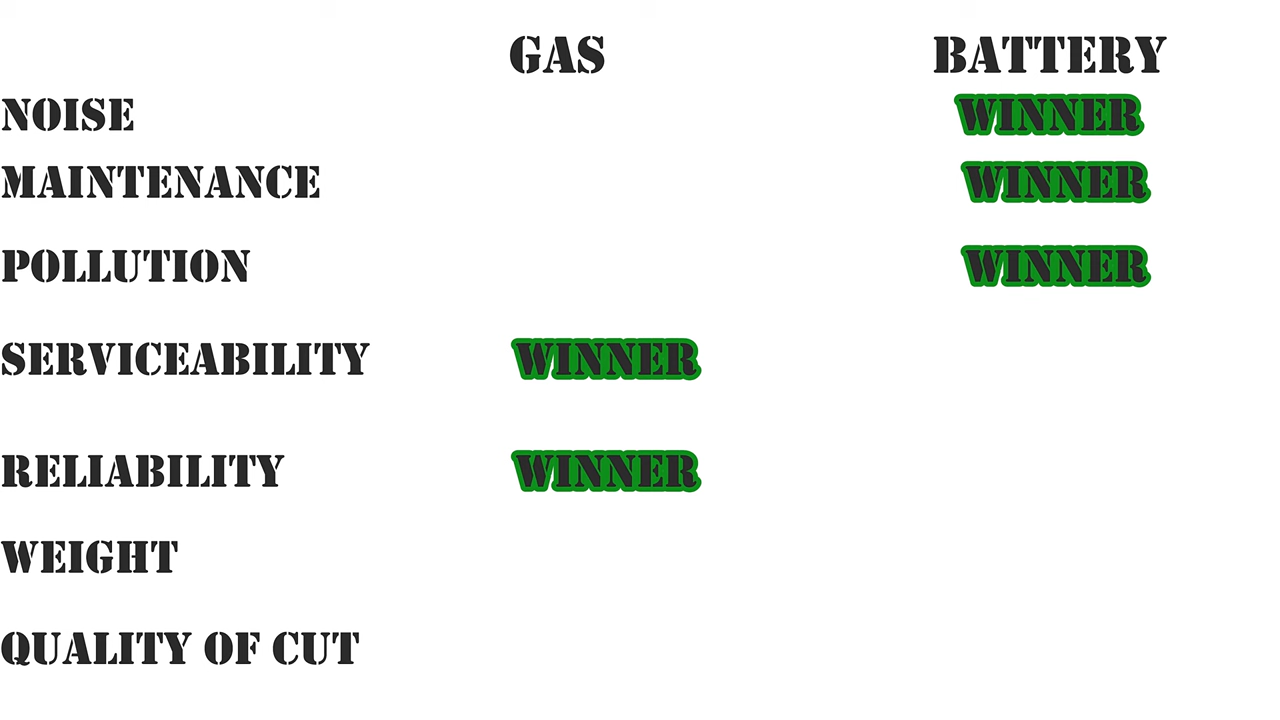 GAS BATTERY
NOISE WINNER
MAINTENANCE WINNER
POLLUTION WINNER
SERVICEABILITY WINNER
RELIABILITY WINNER
WEIGHT
QUALITY OF CUT